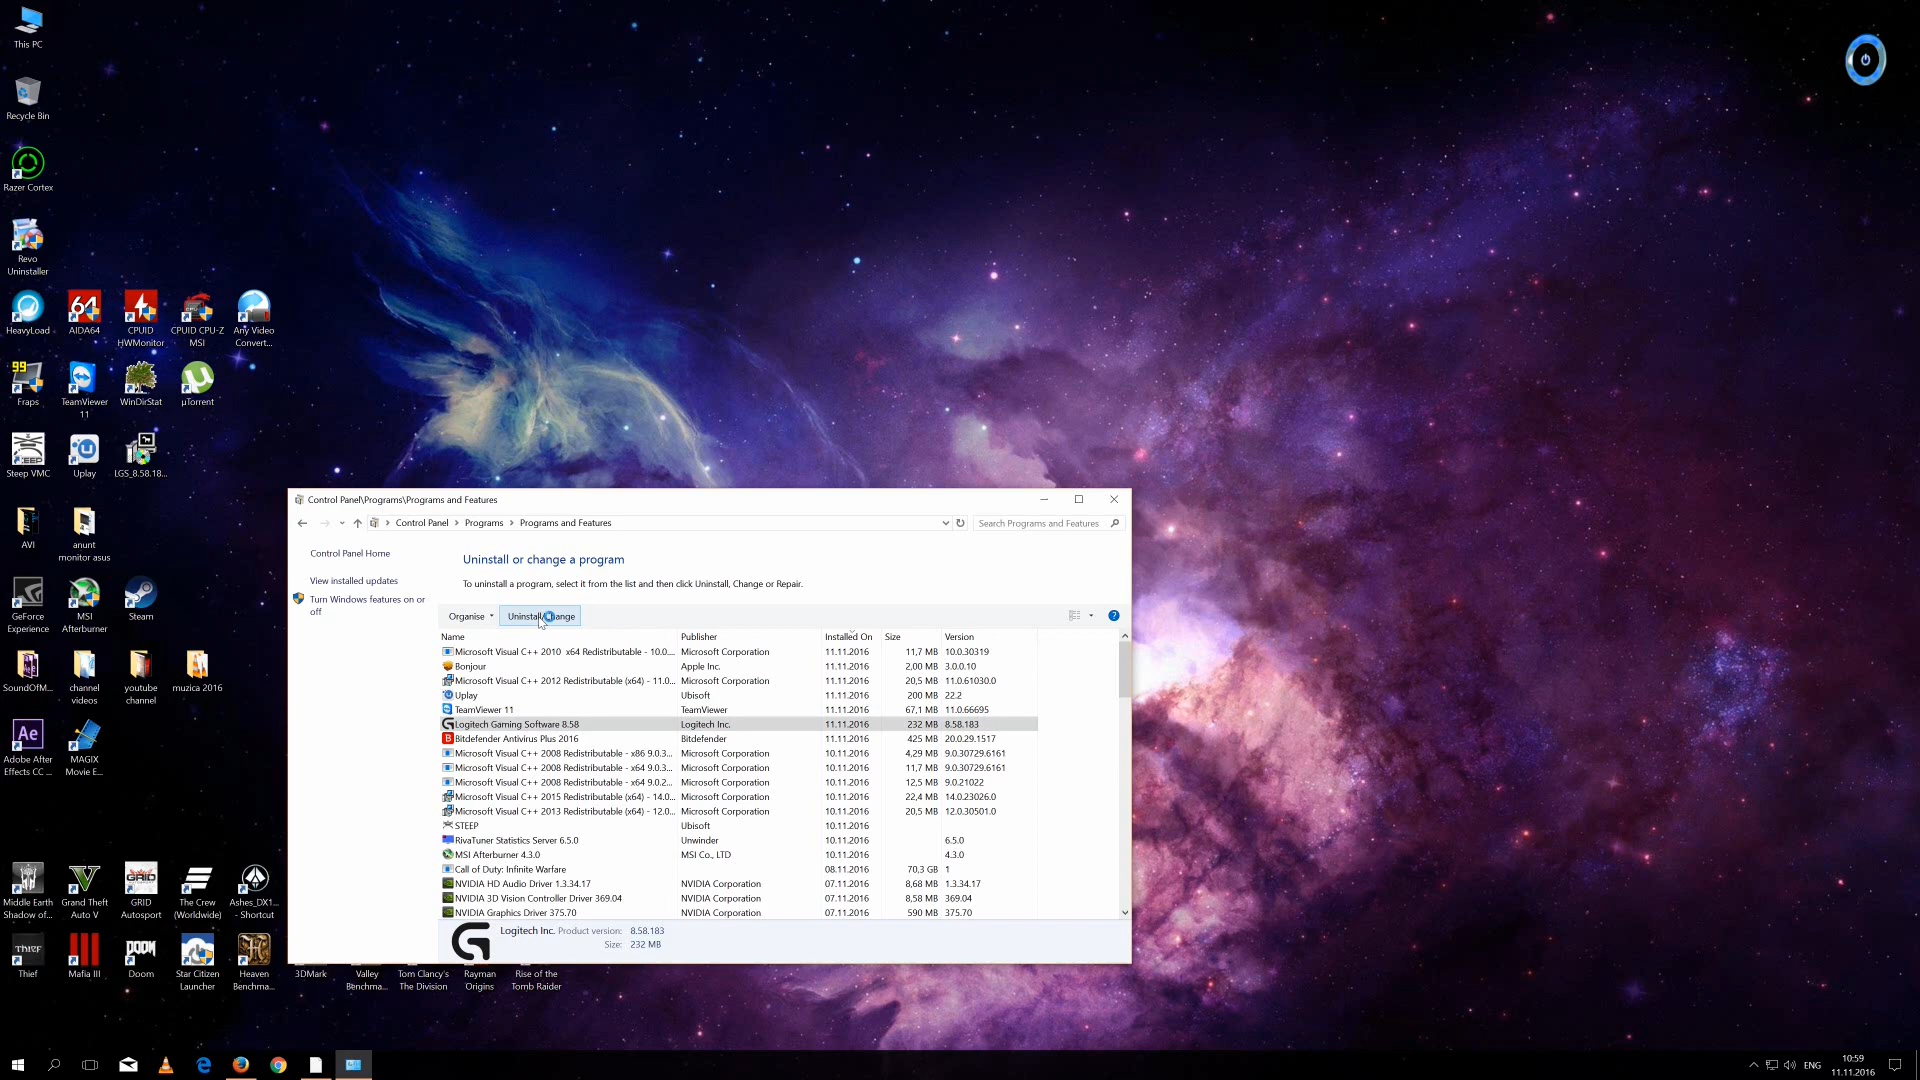 This PC
Recycle Bin
Razer Cortex
Revo
Uninstaller
HeavyLoad
64
AIDA64
CPUID
HWMonitor
CPUID CPU-Z
MSI
Any Video
Convert...
99
Fraps
TeamViewer
11
WinDirStat
µTorrent
Steep VMC
Uplay
LGS_8.58.18...
AVI
anunt
monitor asus
GeForce
Experience
MSI
Afterburner
Steam
SoundOfM...
channel
videos
youtube
channel
muzica 2016
Ae
Adobe After
Effects CC ...
MAGIX
Movie E...
Middle Earth
Shadow of...
Grand Theft
Auto V
GRID
GRID
Autosport
The Crew
(Worldwide)
Ashes_DX1...
- Shortcut
THIEF
Thief
Mafia III
DOOM
Doom
Star Citizen
Launcher
Heaven
Benchma...
3DMark
Valley
Benchma...
Tom Clancy's
The Division
Rayman
Origins
Rise of the
Tomb Raider
Control Panel\Programs\Programs and Features
Control Panel > Programs > Programs and Features
Search Programs and Features
Control Panel Home
View installed updates
Turn Windows features on or
off
Uninstall or change a program
To uninstall a program, select it from the list and then click Uninstall, Change or Repair.
Organise
Uninstall/Change
Name Publisher Installed On Size Version
Microsoft Visual C++ 2010 x64 Redistributable - 10.0.... Microsoft Corporation 11.11.2016 11,7 MB 10.0.30319
Bonjour Apple Inc. 11.11.2016 2,00 MB 3.0.0.10
Microsoft Visual C++ 2012 Redistributable (x64) - 11.0... Microsoft Corporation 11.11.2016 20,5 MB 11.0.61030.0
Uplay Ubisoft 11.11.2016 200 MB 22.2
TeamViewer 11 TeamViewer 11.11.2016 67,1 MB 11.0.66695
Logitech Gaming Software 8.58 Logitech Inc. 11.11.2016 232 MB 8.58.183
Bitdefender Antivirus Plus 2016 Bitdefender 11.11.2016 425 MB 20.0.29.1517
Microsoft Visual C++ 2008 Redistributable - x86 9.0.3... Microsoft Corporation 10.11.2016 4,29 MB 9.0.30729.6161
Microsoft Visual C++ 2008 Redistributable - x64 9.0.3... Microsoft Corporation 10.11.2016 11,7 MB 9.0.30729.6161
Microsoft Visual C++ 2008 Redistributable - x64 9.0.2... Microsoft Corporation 10.11.2016 12,5 MB 9.0.21022
Microsoft Visual C++ 2015 Redistributable (x64) - 14.0... Microsoft Corporation 10.11.2016 22,4 MB 14.0.23026.0
Microsoft Visual C++ 2013 Redistributable (x64) - 12.0... Microsoft Corporation 10.11.2016 20,5 MB 12.0.30501.0
STEEP Ubisoft 10.11.2016
RivaTuner Statistics Server 6.5.0 Unwinder 10.11.2016 6.5.0
MSI Afterburner 4.3.0 MSI Co., LTD 10.11.2016 4.3.0
Call of Duty: Infinite Warfare 08.11.2016 70,3 GB 1
NVIDIA HD Audio Driver 1.3.34.17 NVIDIA Corporation 07.11.2016 8,68 MB 1.3.34.17
NVIDIA 3D Vision Controller Driver 369.04 NVIDIA Corporation 07.11.2016 8,58 MB 369.04
NVIDIA Graphics Driver 375.70 NVIDIA Corporation 07.11.2016 590 MB 375.70
Logitech Inc. Product version: 8.58.183
Size: 232 MB
ENG
10:59
11.11.2016